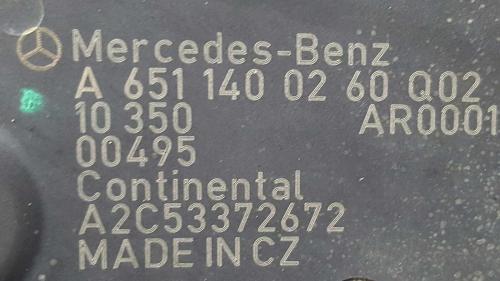 Mercedes-Benz
A 651 140 02 60 Q02
10 350 AR0001
00495
Continental
A2C53372672
MADE IN CZ